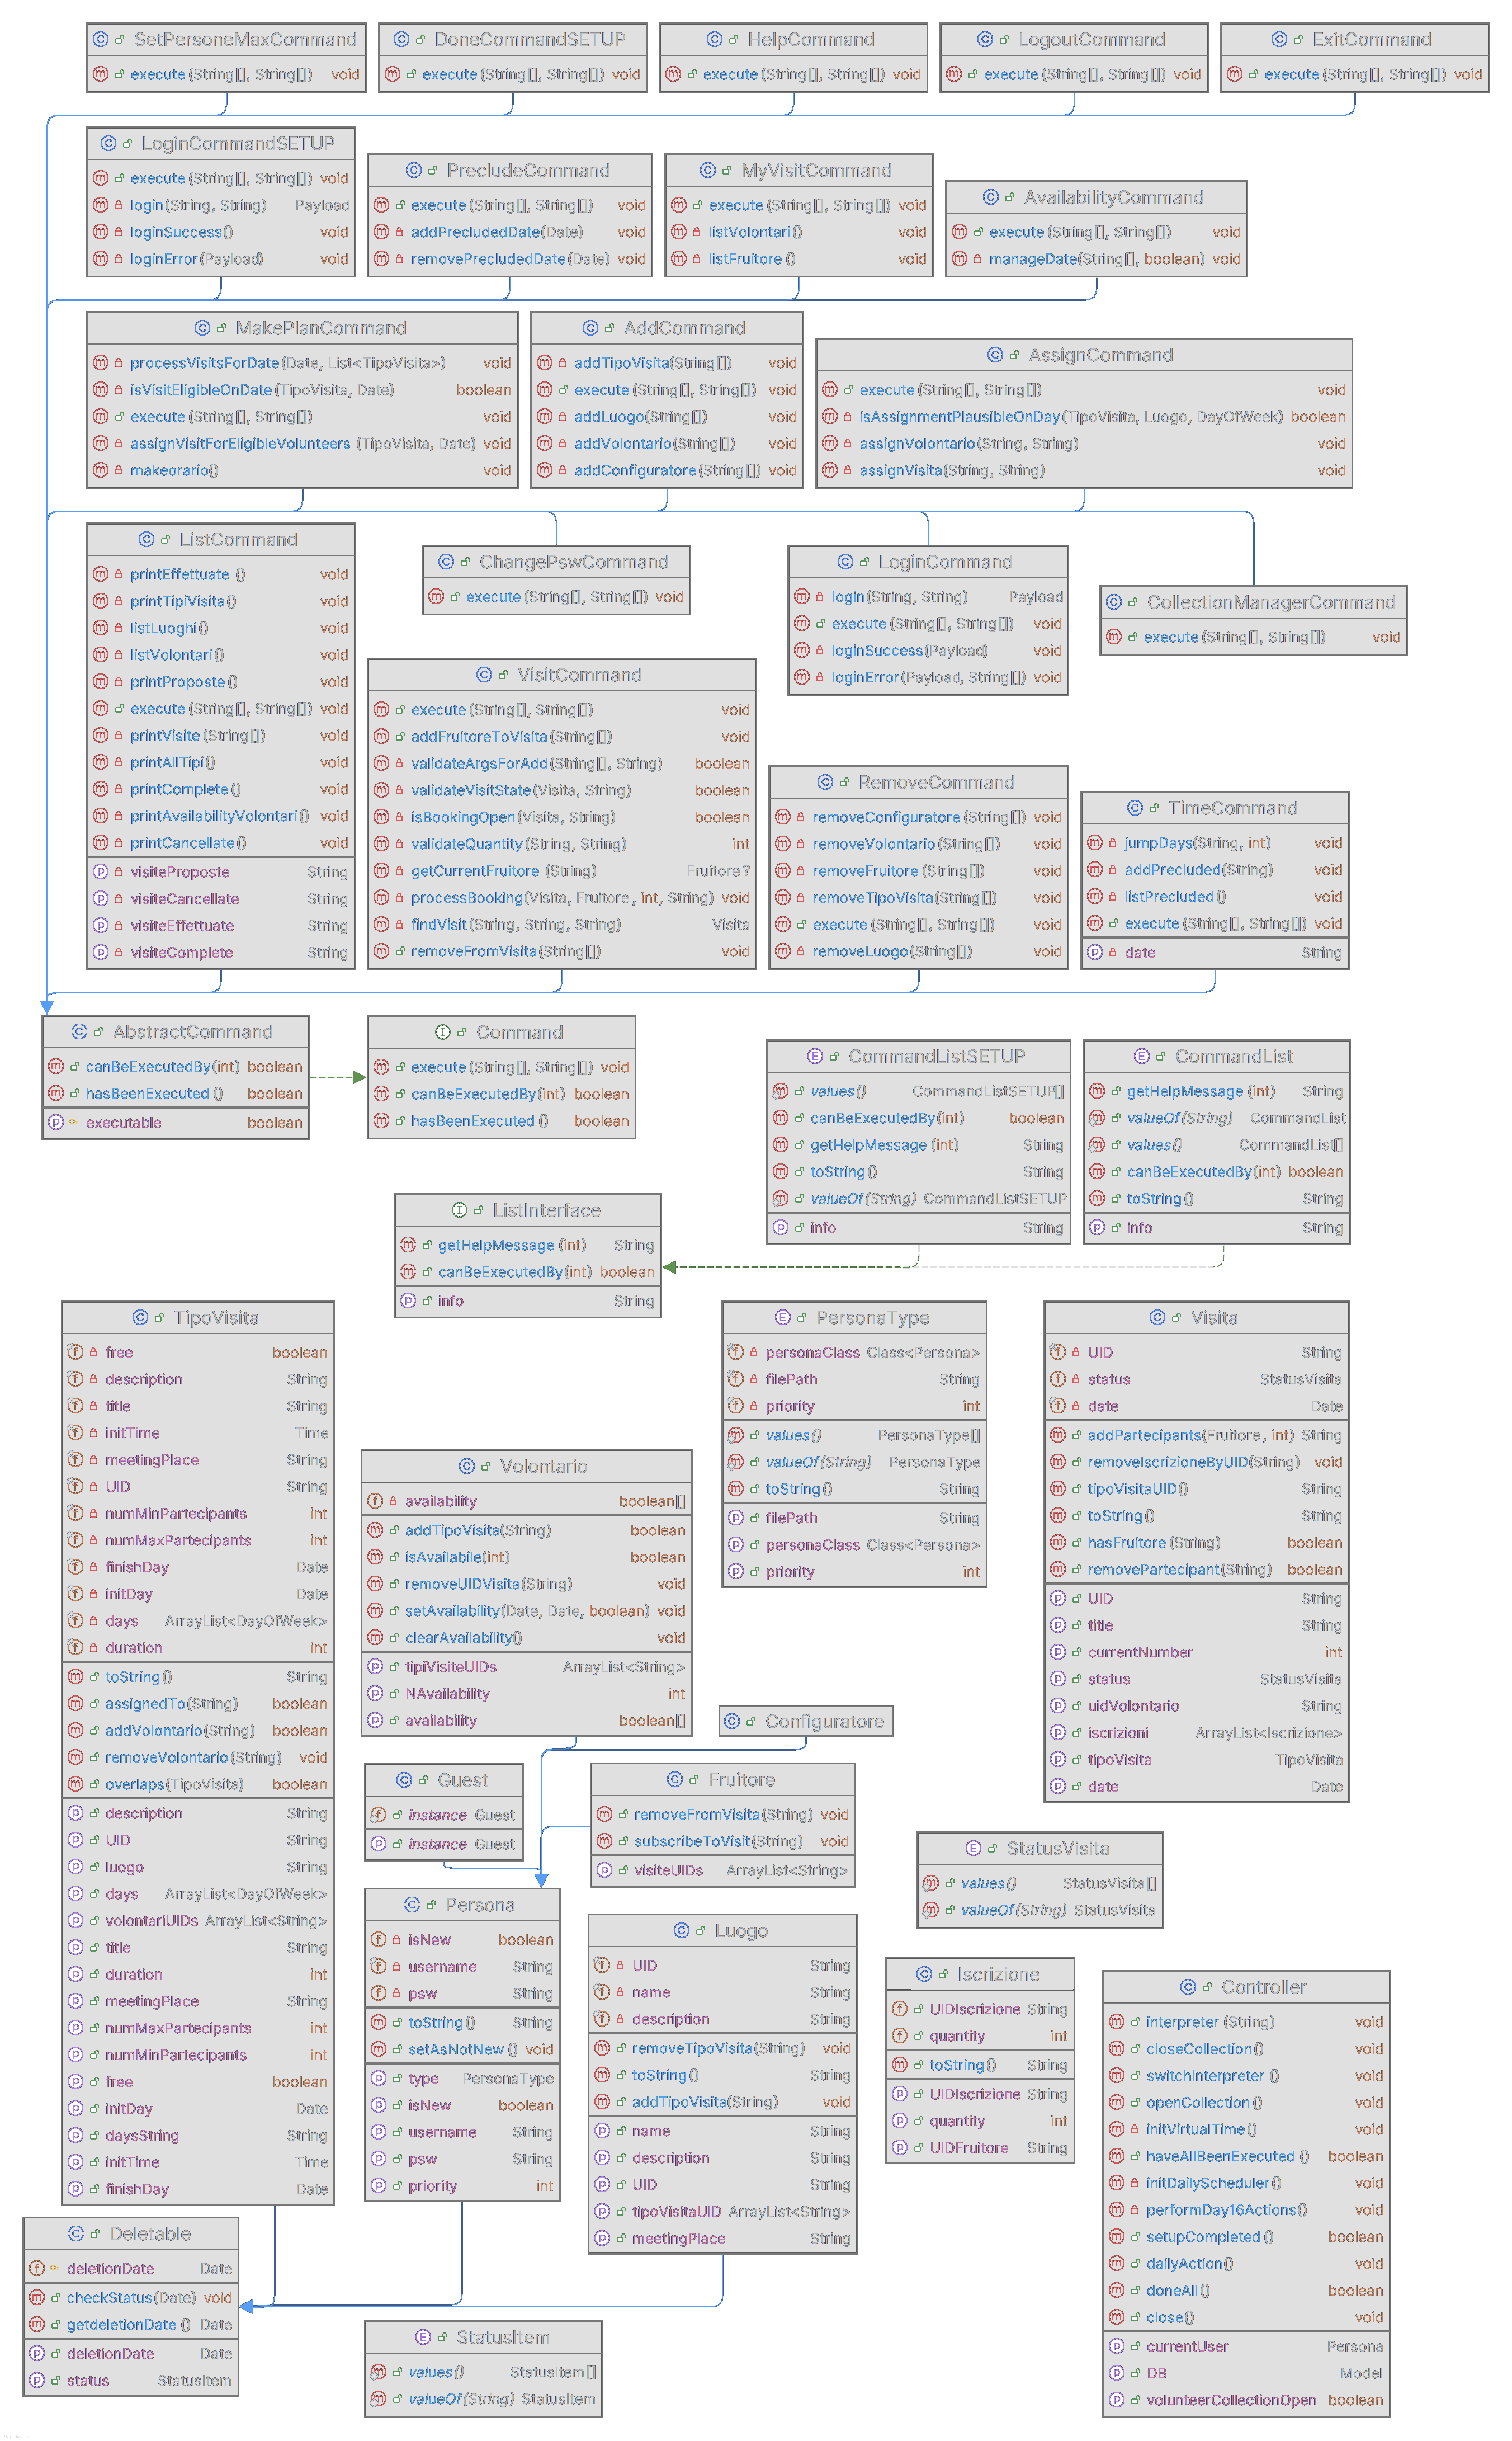 SetPersoneMaxCommand
execute(String[], String[]) void
DoneCommandSETUP
execute(String[], String[]) void
HelpCommand
execute(String[], String[]) void
LogoutCommand
execute(String[], String[]) void
ExitCommand
execute(String[], String[]) void
LoginCommandSETUP
execute(String[], String[]) void
login(String, String) Payload
loginSuccess() void
loginError(Payload) void
PrecludeCommand
execute(String[], String[]) void
addPrecludedDate(Date) void
removePrecludedDate(Date) void
MyVisitCommand
execute(String[], String[]) void
listVolontari() void
listFruitore() void
AvailabilityCommand
execute(String[], String[]) void
manageDate(String[], boolean) void
MakePlanCommand
processVisitsForDate(Date, List<TipoVisita>) void
isVisitEligibleOnDate(TipoVisita, Date) boolean
execute(String[], String[]) void
assignVisitForEligibleVolunteers(TipoVisita, Date) void
makeorario() void
AddCommand
addTipoVisita(String[]) void
execute(String[], String[]) void
addLuogo(String[]) void
addVolontario(String[]) void
addConfiguratore(String[]) void
AssignCommand
execute(String[], String[]) void
isAssignmentPlausibleOnDay(TipoVisita, Luogo, DayOfWeek) boolean
assignVolontario(String, String) void
assignVisita(String, String) void
ListCommand
printEffettuate() void
printTipiVisita() void
listLuoghi() void
listVolontari() void
printProposte() void
execute(String[], String[]) void
printVisite(String[]) void
printAllTipi() void
printComplete() void
printAvailabilityVolontari() void
printCancellate() void
visiteProposte String
visiteCancellate String
visiteEffettuate String
visiteComplete String
ChangePswCommand
execute(String[], String[]) void
LoginCommand
login(String, String) Payload
execute(String[], String[]) void
loginSuccess(Payload) void
loginError(Payload, String[]) void
CollectionManagerCommand
execute(String[], String[]) void
VisitCommand
execute(String[], String[]) void
addFruitoreToVisita(String[]) void
validateArgsForAdd(String[], String) boolean
validateVisitState(Visita, String) boolean
isBookingOpen(Visita, String) boolean
validateQuantity(String, String) int
getCurrentFruitore(String) Fruitore?
processBooking(Visita, Fruitore, int, String) void
findVisit(String, String, String) Visita
removeFromVisita(String[]) void
RemoveCommand
removeConfiguratore(String[]) void
removeVolontario(String[]) void
removeFruitore(String[]) void
removeTipoVisita(String[]) void
execute(String[], String[]) void
removeLuogo(String[]) void
TimeCommand
jumpDays(String, int) void
addPrecluded(String) void
listPrecluded() void
execute(String[], String[]) void
date String
AbstractCommand
canBeExecutedBy(int) boolean
hasBeenExecuted() boolean
executable boolean
Command
execute(String[], String[]) void
canBeExecutedBy(int) boolean
hasBeenExecuted() boolean
CommandListSETUP
values() CommandListSETUP[]
canBeExecutedBy(int) boolean
getHelpMessage(int) String
toString() String
valueOf(String) CommandListSETUP
info String
CommandList
getHelpMessage(int) String
valueOf(String) CommandList
values() CommandList[]
canBeExecutedBy(int) boolean
toString() String
info String
ListInterface
getHelpMessage(int) String
canBeExecutedBy(int) boolean
info String
TipoVisita
free boolean
description String
title String
initTime Time
meetingPlace String
UID String
numMinPartecipants int
numMaxPartecipants int
finishDay Date
initDay Date
days ArrayList<DayOfWeek>
duration int
toString() String
assignedTo(String) boolean
addVolontario(String) boolean
removeVolontario(String) void
overlaps(TipoVisita) boolean
description String
UID String
luogo String
days ArrayList<DayOfWeek>
volontariUIDs ArrayList<String>
title String
duration int
meetingPlace String
numMaxPartecipants int
numMinPartecipants int
free boolean
initDay Date
daysString String
initTime Time
finishDay Date
PersonaType
personaClass Class<Persona>
filePath String
priority int
values() PersonaType[]
valueOf(String) PersonaType
toString() String
filePath String
personaClass Class<Persona>
priority int
Visita
UID String
status StatusVisita
date Date
addPartecipants(Fruitore, int) String
removeIscrizioneByUID(String) void
tipoVisitaUID() String
toString() String
hasFruitore(String) boolean
removePartecipant(String) boolean
UID String
title String
currentNumber int
status StatusVisita
uidVolontario String
iscrizioni ArrayList<Iscrizione>
tipoVisita TipoVisita
date Date
Volontario
availability boolean[]
addTipoVisita(String) boolean
isAvailabile(int) boolean
removeUIDVisita(String) void
setAvailability(Date, Date, boolean) void
clearAvailability() void
tipiVisiteUIDs ArrayList<String>
NAvailability int
availability boolean[]
Configuratore
Guest
instance Guest
instance Guest
Fruitore
removeFromVisita(String) void
subscribeToVisit(String) void
visiteUIDs ArrayList<String>
StatusVisita
values() StatusVisita[]
valueOf(String) StatusVisita
Persona
isNew boolean
username String
psw String
toString() String
setAsNotNew() void
type PersonaType
isNew boolean
username String
psw String
priority int
Luogo
UID String
name String
description String
removeTipoVisita(String) void
toString() String
addTipoVisita(String) void
name String
description String
UID String
tipoVisitaUID ArrayList<String>
meetingPlace String
Iscrizione
UIDIscrizione String
quantity int
toString() String
UIDIscrizione String
quantity int
UIDFruitore String
Controller
interpreter(String) void
closeCollection() void
switchInterpreter() void
openCollection() void
initVirtualTime() void
haveAllBeenExecuted() boolean
initDailyScheduler() void
performDay16Actions() void
setupCompleted() boolean
dailyAction() void
doneAll() boolean
close() void
currentUser Persona
DB Model
volunteerCollectionOpen boolean
Deletable
deletionDate Date
checkStatus(Date) void
getdeletionDate() Date
deletionDate Date
status StatusItem
StatusItem
values() StatusItem[]
valueOf(String) StatusItem